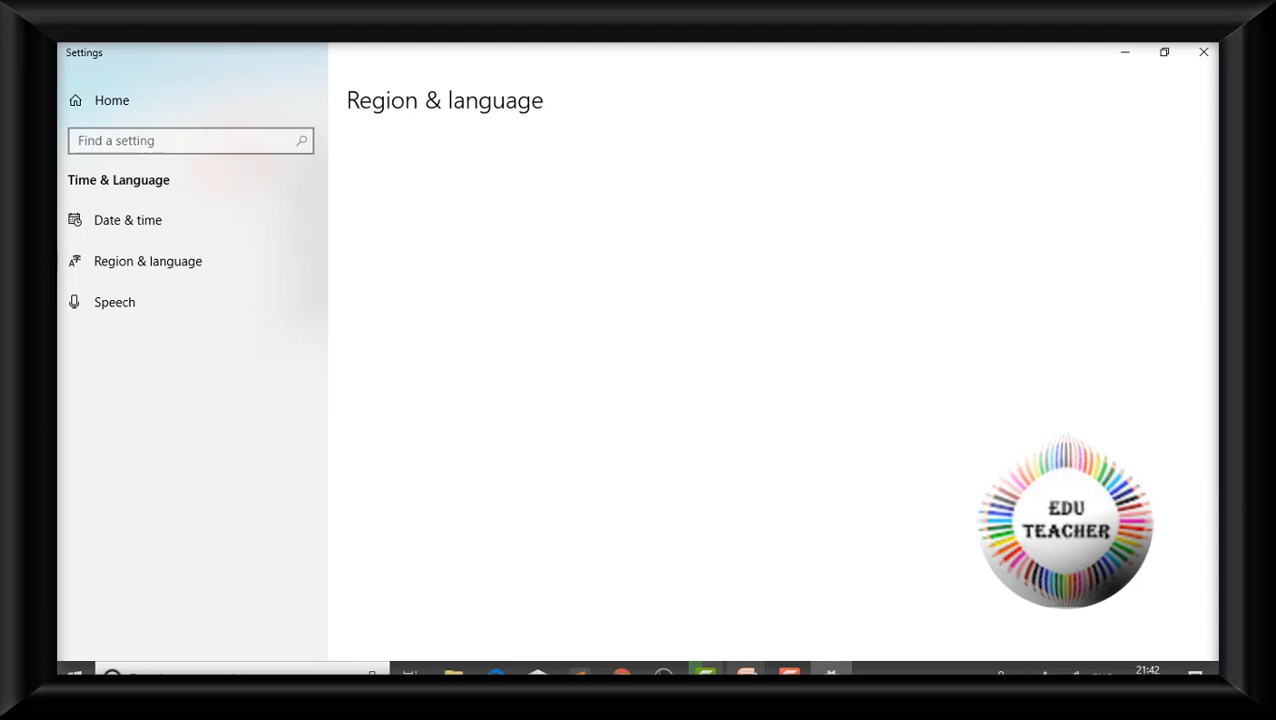 Settings
Home
Region & language
Find a setting
Time & Language
Date & time
Region & language
Speech
EDU
TEACHER
21:42